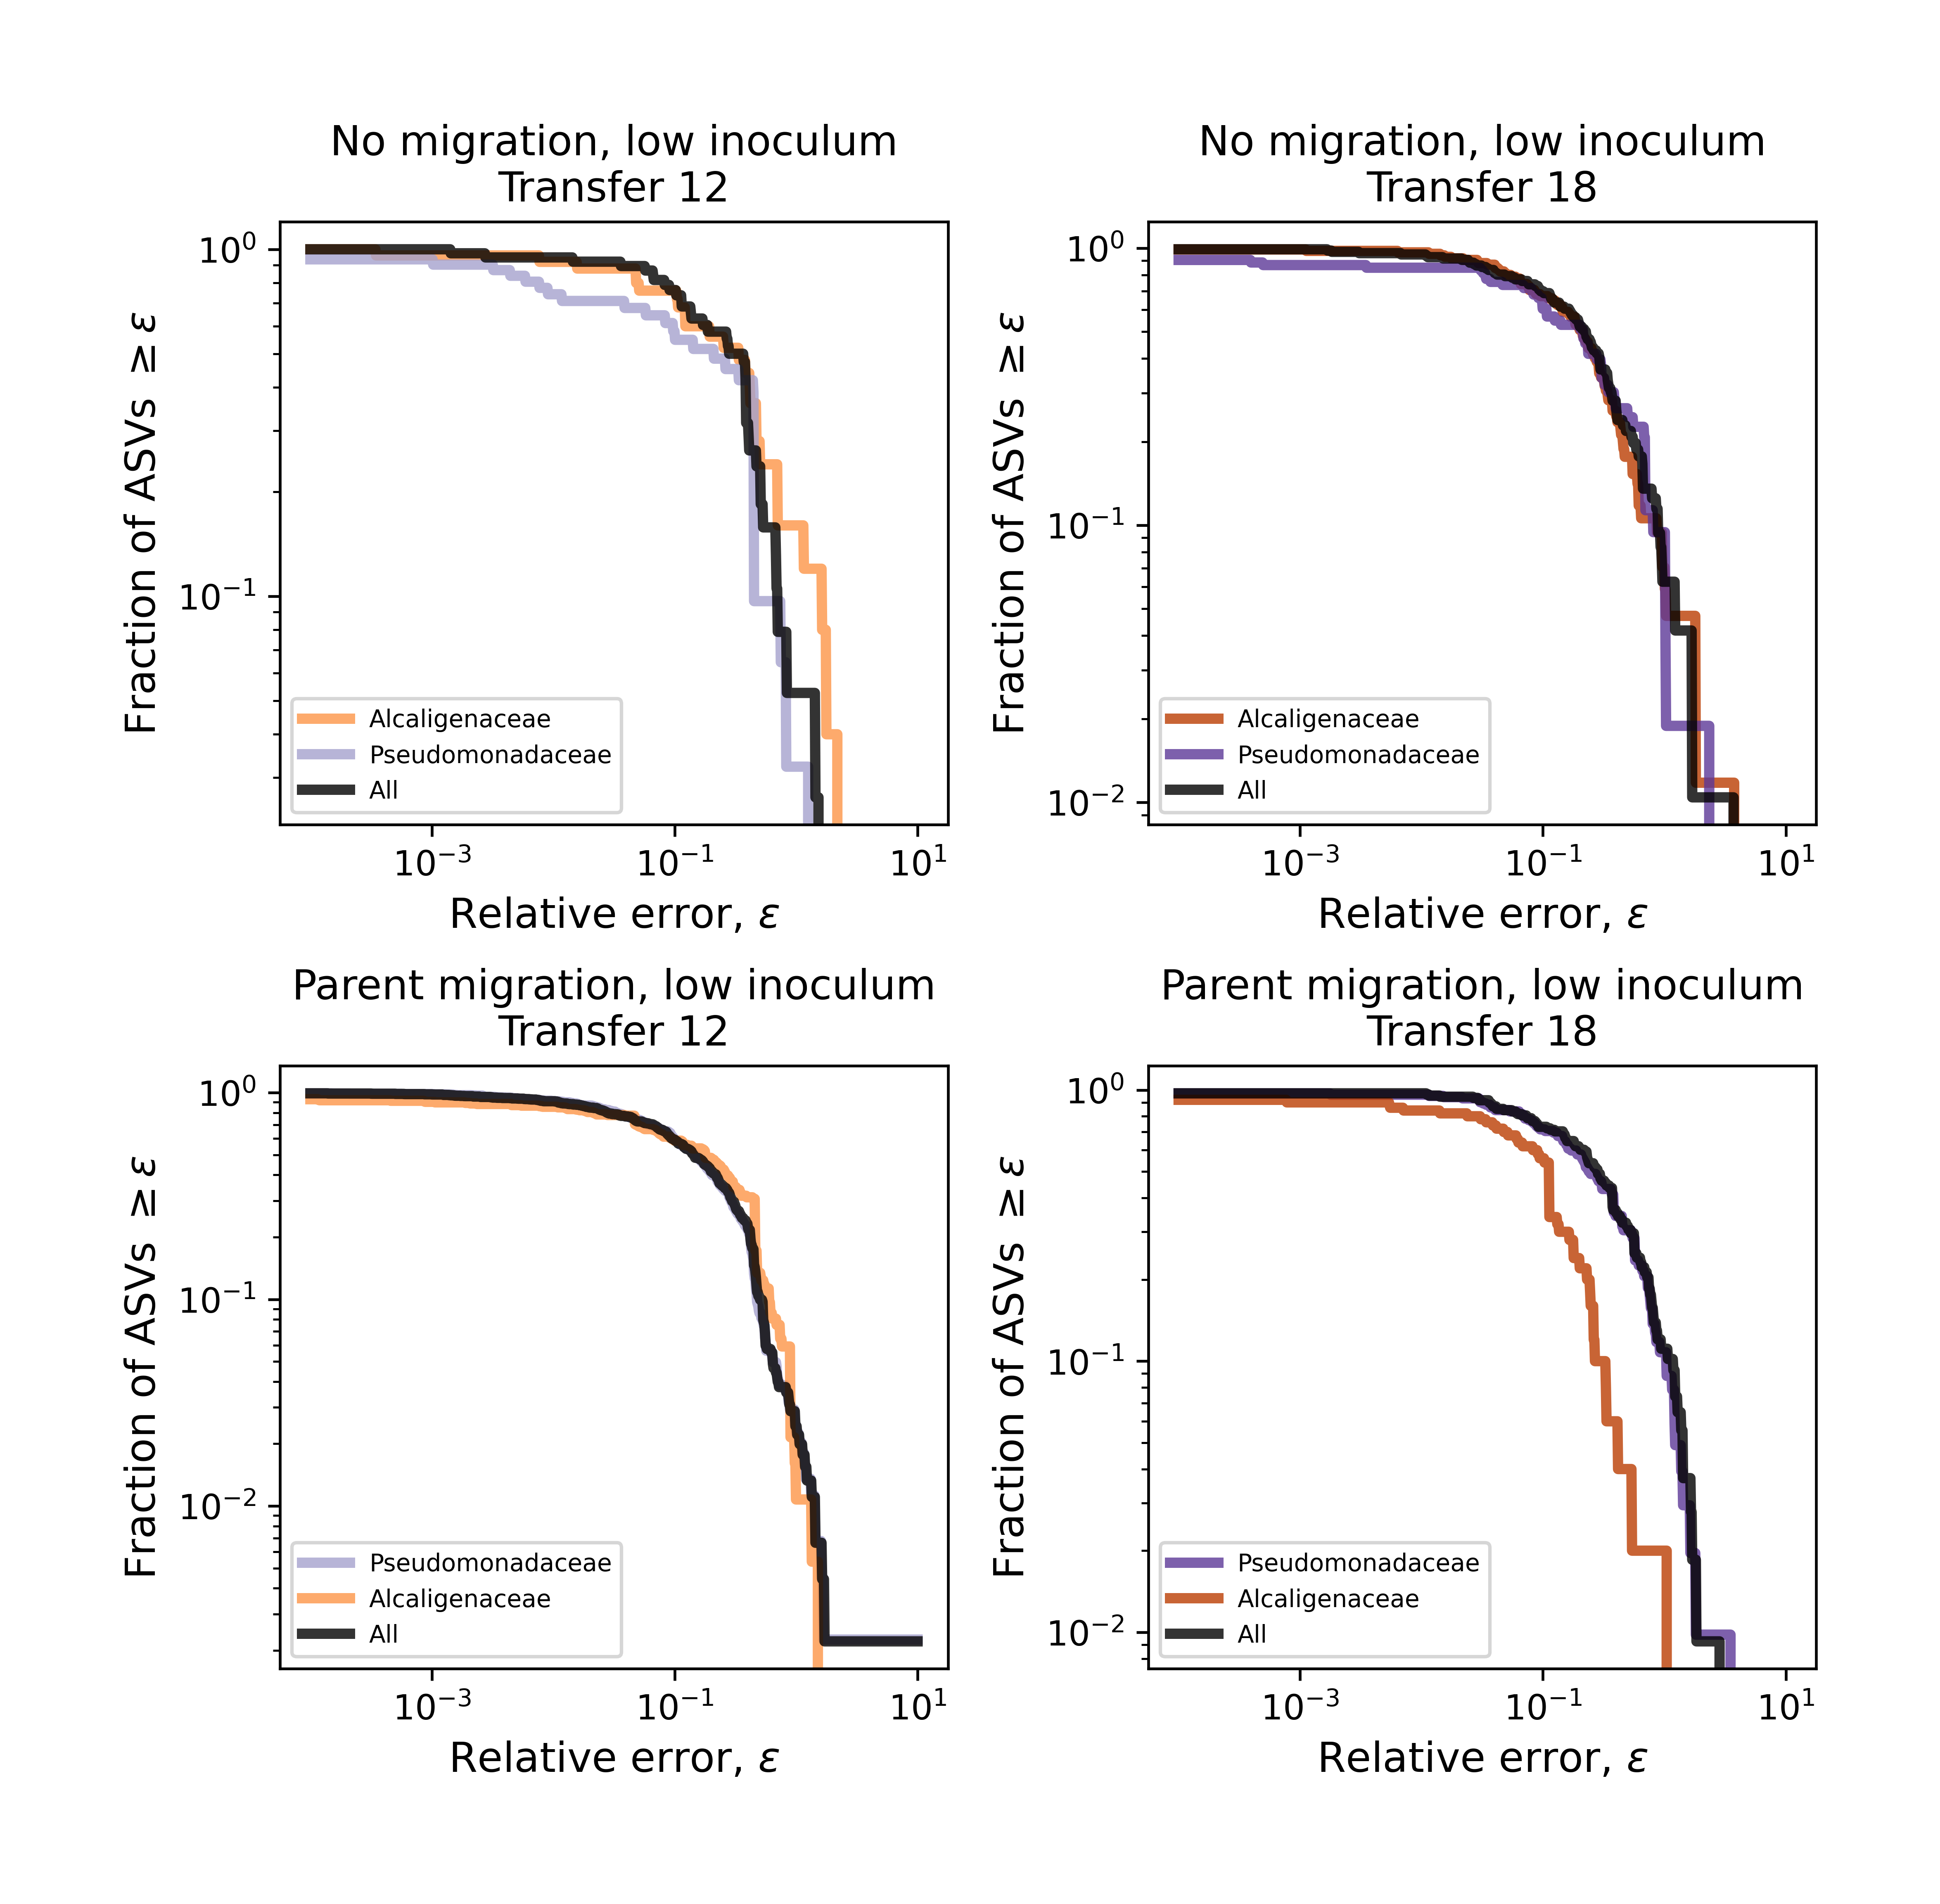 No migration, low inoculum
Transfer 12
Fraction of ASVs ≥ ε
10⁰
10⁻¹
Alcaligenaceae
Pseudomonadaceae
All
10⁻³ 10⁻¹ 10¹
Relative error, ε
No migration, low inoculum
Transfer 18
Fraction of ASVs ≥ ε
10⁰
10⁻¹
10⁻²
Alcaligenaceae
Pseudomonadaceae
All
10⁻³ 10⁻¹ 10¹
Relative error, ε
Parent migration, low inoculum
Transfer 12
Fraction of ASVs ≥ ε
10⁰
10⁻¹
10⁻²
Pseudomonadaceae
Alcaligenaceae
All
10⁻³ 10⁻¹ 10¹
Relative error, ε
Parent migration, low inoculum
Transfer 18
Fraction of ASVs ≥ ε
10⁰
10⁻¹
10⁻²
Pseudomonadaceae
Alcaligenaceae
All
10⁻³ 10⁻¹ 10¹
Relative error, ε